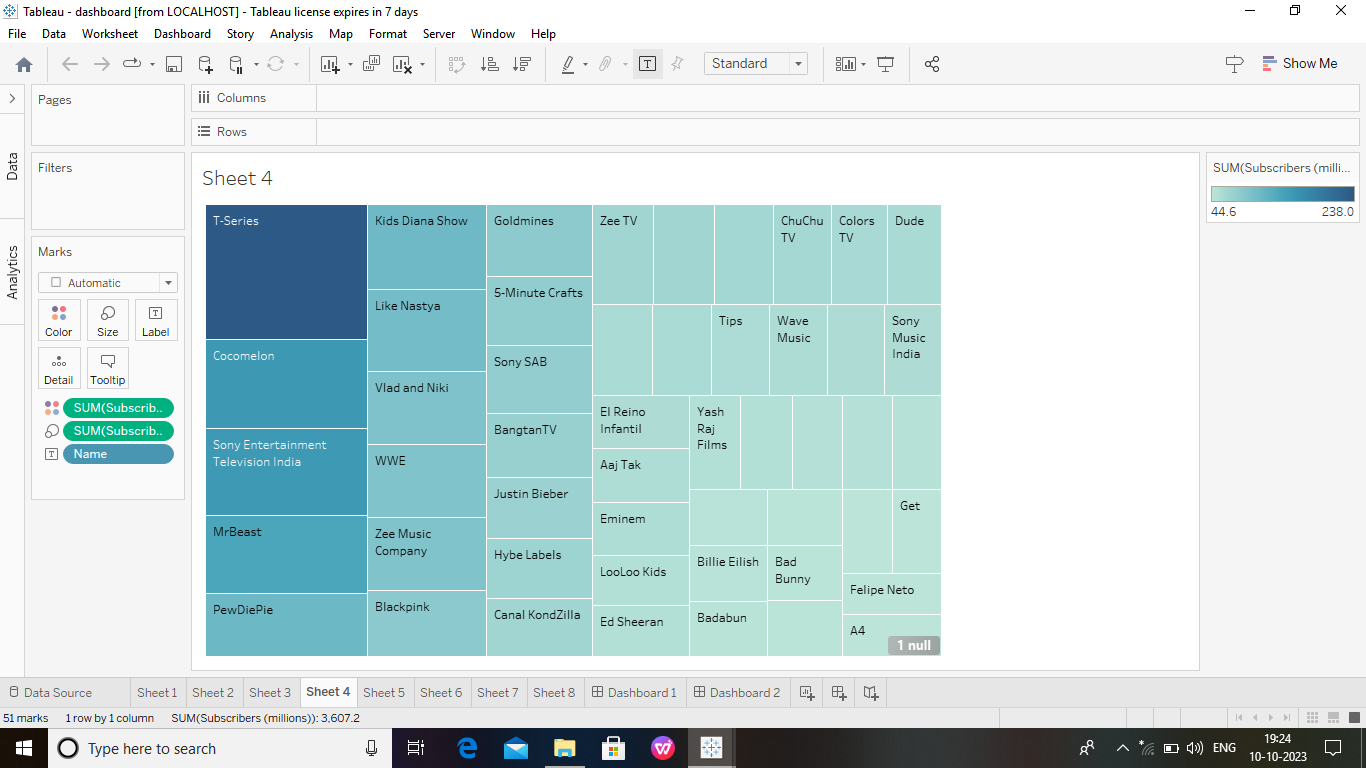 Tableau - dashboard [from LOCALHOST] - Tableau license expires in 7 days
File Data Worksheet Dashboard Story Analysis Map Format Server Window Help
Standard
Show Me
Data
Analytics
Pages
Filters
Marks
Automatic
Color Size Label
Detail Tooltip
SUM(Subscrib..
SUM(Subscrib..
Name
Columns
Rows
Sheet 4
T-Series
Cocomelon
Sony Entertainment
Television India
MrBeast
PewDiePie
Kids Diana Show
Like Nastya
Vlad and Niki
WWE
Zee Music
Company
Blackpink
Goldmines
5-Minute Crafts
Sony SAB
BangtanTV
Justin Bieber
Hybe Labels
Canal KondZilla
Zee TV
ChuChu
TV
Colors
TV
Dude
Tips
Wave
Music
Sony
Music
India
El Reino
Infantil
Aaj Tak
Eminem
LooLoo Kids
Ed Sheeran
Yash
Raj
Films
Billie Eilish
Badabun
Bad
Bunny
Get
Felipe Neto
A4
1 null
SUM(Subscribers (milli...
44.6 238.0
Data Source Sheet 1 Sheet 2 Sheet 3 Sheet 4 Sheet 5 Sheet 6 Sheet 7 Sheet 8 Dashboard 1 Dashboard 2
51 marks 1 row by 1 column SUM(Subscribers (millions)): 3,607.2
Type here to search
ENG
19:24
10-10-2023